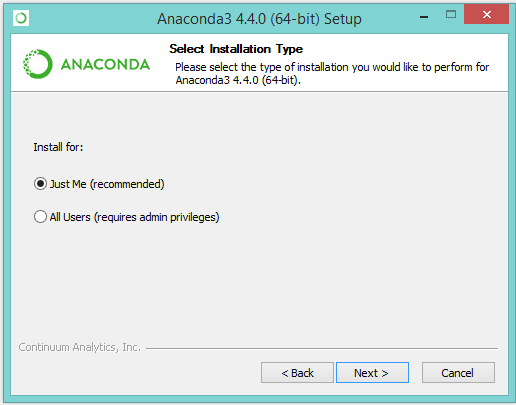 Anaconda3 4.4.0 (64-bit) Setup
ANACONDA
Select Installation Type
Please select the type of installation you would like to perform for
Anaconda3 4.4.0 (64-bit).
Install for:
Just Me (recommended)
All Users (requires admin privileges)
Continuum Analytics, Inc.
< Back Next > Cancel